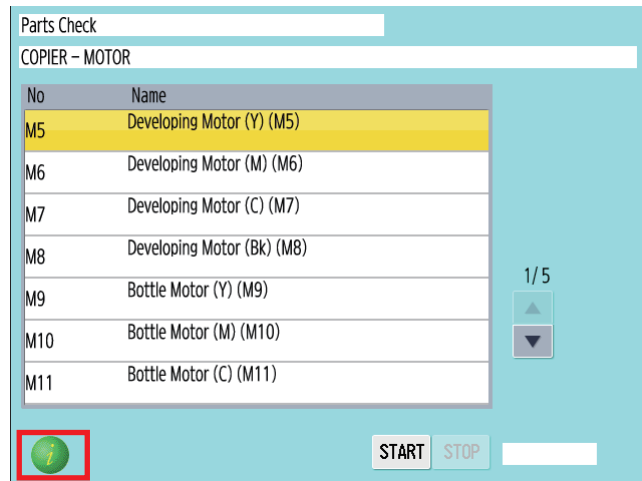 Parts Check
COPIER – MOTOR
No Name
M5 Developing Motor (Y) (M5)
M6 Developing Motor (M) (M6)
M7 Developing Motor (C) (M7)
M8 Developing Motor (Bk) (M8)
M9 Bottle Motor (Y) (M9)
M10 Bottle Motor (M) (M10)
M11 Bottle Motor (C) (M11)
1/5
i
START STOP